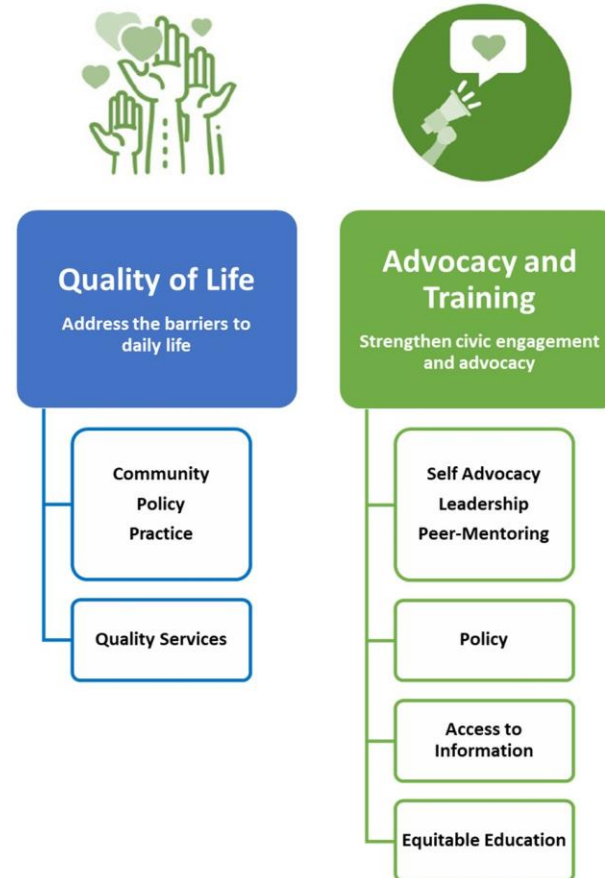 Quality of Life
Address the barriers to
daily life
Community
Policy
Practice
Quality Services
Advocacy and
Training
Strengthen civic engagement
and advocacy
Self Advocacy
Leadership
Peer-Mentoring
Policy
Access to
Information
Equitable Education